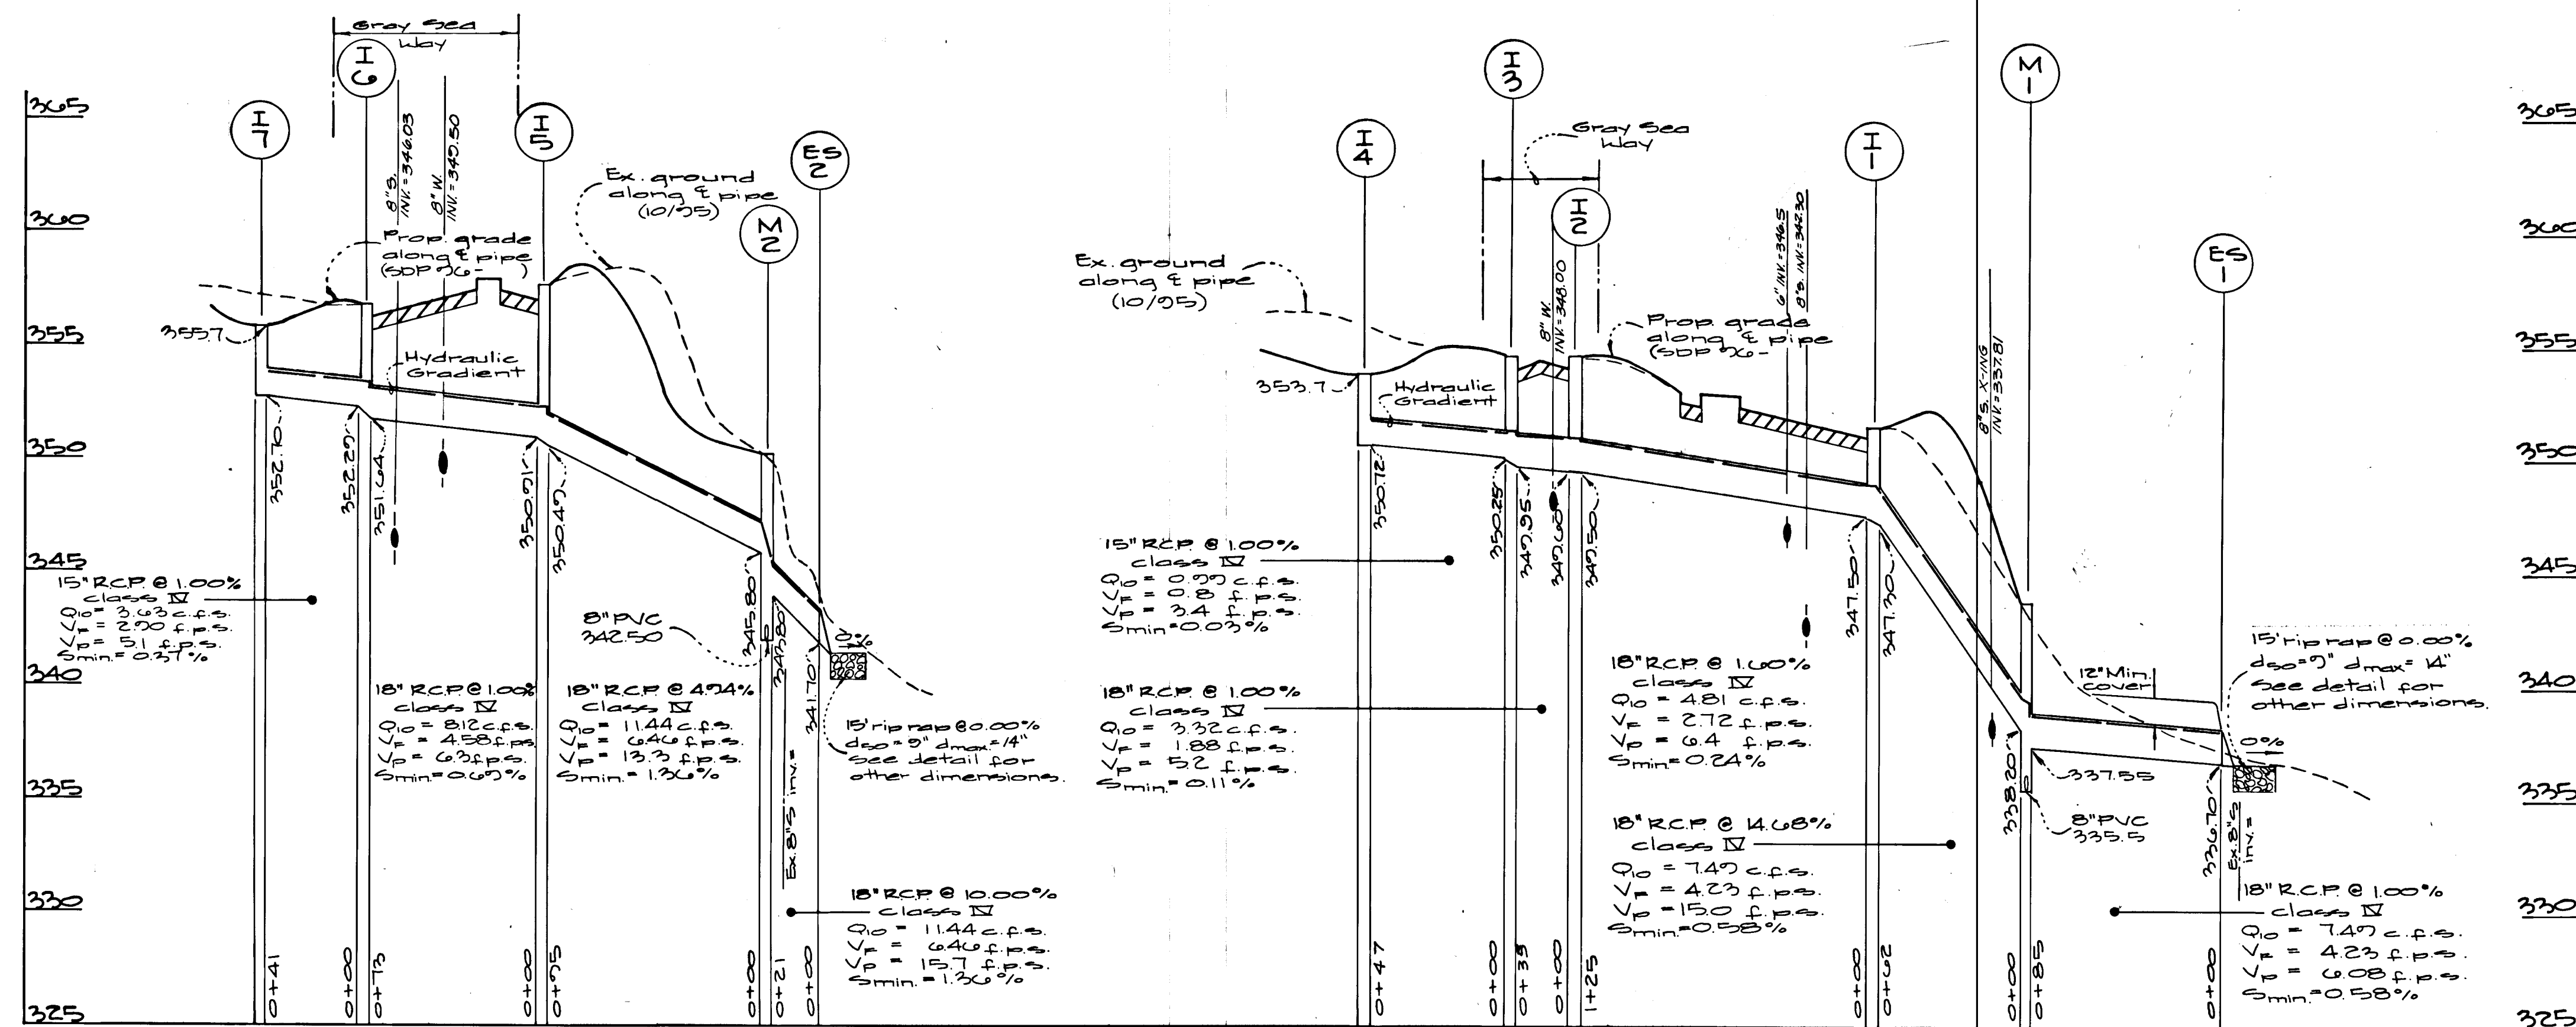 Gray Sea
Way
I
7
I
6
I
5
M
2
ES
2
I
4
I
3
I
2
I
1
M
1
ES
1
365
360
355
350
345
340
335
330
325
365
360
355
350
345
340
335
330
325
8"S.
INV.=346.03
8"W.
INV.=349.50
Ex. ground
along ℄ pipe
(10/95)
Prop. grade
along ℄ pipe
(SDP 96-      )
355.7
Hydraulic
Gradient
352.70
352.29
351.64
350.91
350.49
345.80
343.80
341.70
8" PVC
342.50
0%
15" R.C.P. @ 1.00%
class IV
Q10 = 3.63 c.f.s.
VF = 2.90 f.p.s.
Vp = 5.1 f.p.s.
Smin. = 0.37%
18" R.C.P. @ 1.00%
class IV
Q10 = 8.12 c.f.s.
VF = 4.58 f.p.s.
Vp = 6.3 f.p.s.
Smin. = 0.69%
18" R.C.P. @ 4.94%
class IV
Q10 = 11.44 c.f.s.
VF = 6.46 f.p.s.
Vp = 13.3 f.p.s.
Smin. = 1.36%
15' rip rap @ 0.00%
d50=9" dmax=14"
see detail for
other dimensions.
Ex. 8"S inv.=
18" R.C.P. @ 10.00%
class IV
Q10 = 11.44 c.f.s.
VF = 6.46 f.p.s.
Vp = 15.7 f.p.s.
Smin. = 1.36%
0+41
0+00
0+73
0+00
0+95
0+00
0+21
0+00
Gray Sea
Way
Ex. ground
along ℄ pipe
(10/95)
8"W.
INV.=348.00
6" INV.=346.5
8"S. INV.=342.30
Prop. grade
along ℄ pipe
(SDP 96-
8"S. X-ING
INV.=337.81
353.7
Hydraulic
Gradient
350.72
350.25
349.95
349.60
349.50
347.50
347.30
338.20
337.55
336.70
8" PVC
335.5
15" R.C.P. @ 1.00%
class IV
Q10 = 0.99 c.f.s.
VF = 0.8 f.p.s.
Vp = 3.4 f.p.s.
Smin = 0.03%
18" R.C.P. @ 1.00%
class IV
Q10 = 3.32 c.f.s.
VF = 1.88 f.p.s.
Vp = 5.2 f.p.s.
Smin. = 0.11%
18" R.C.P. @ 1.60%
class IV
Q10 = 4.81 c.f.s.
VF = 2.72 f.p.s.
Vp = 6.4 f.p.s.
Smin = 0.24%
18" R.C.P. @ 14.68%
class IV
Q10 = 7.49 c.f.s.
VF = 4.23 f.p.s.
Vp = 15.0 f.p.s.
Smin. = 0.58%
12" Min.
cover
15' rip rap @ 0.00%
d50=9" dmax=14"
see detail for
other dimensions.
0%
Ex. 8"S
inv.=
18" R.C.P. @ 1.00%
class IV
Q10 = 7.49 c.f.s.
VF = 4.23 f.p.s.
Vp = 6.08 f.p.s.
Smin. = 0.58%
0+47
0+00
0+35
0+00
1+25
0+00
0+62
0+00
0+85
0+00